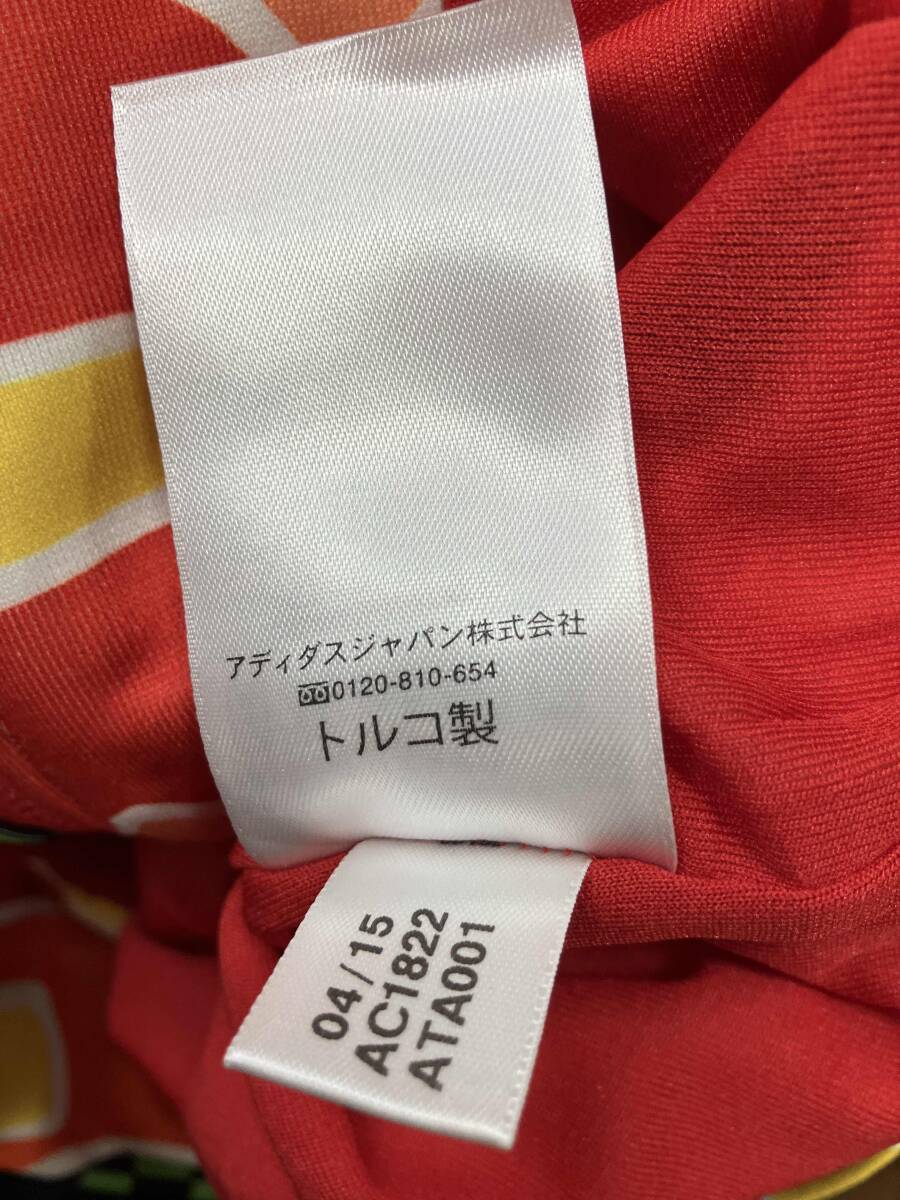 アディダスジャパン株式会社
0120-810-654
トルコ製
04/15
AC1822
ATA001